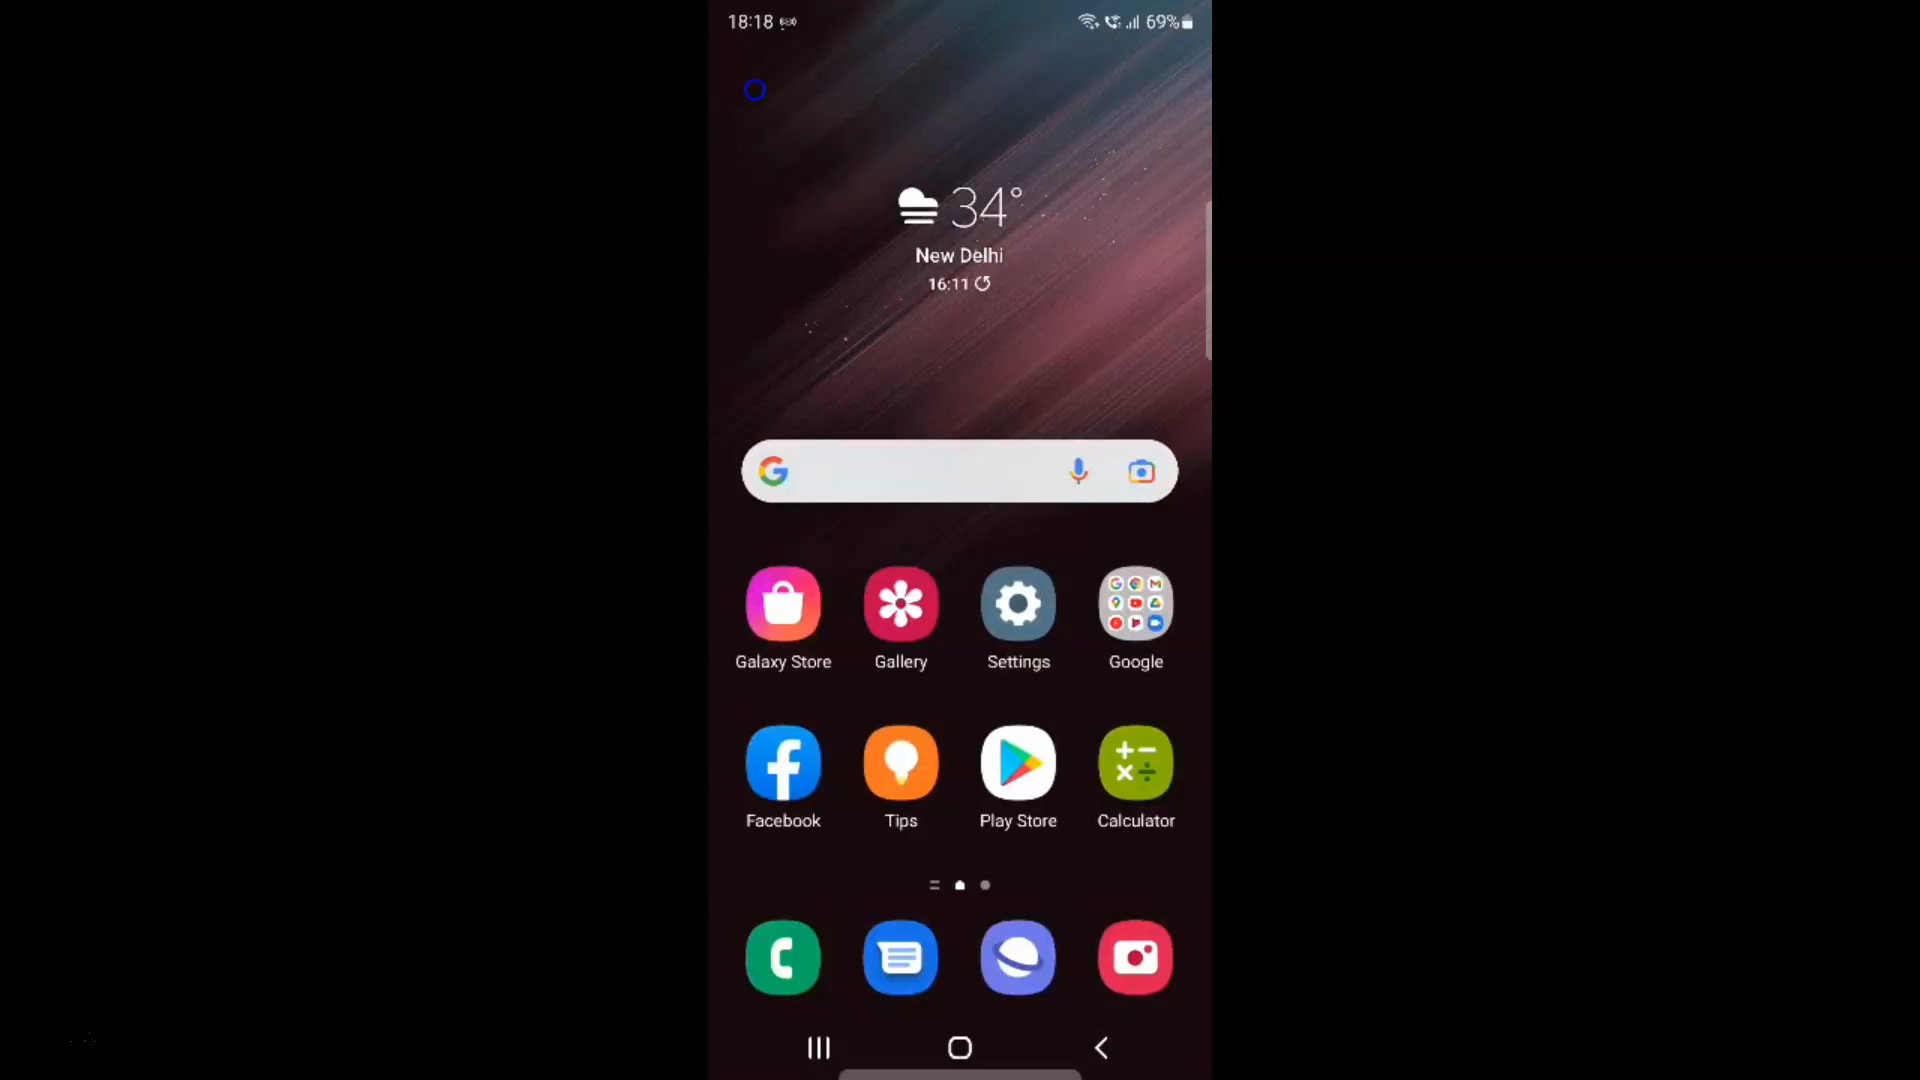 18:18
69%
34°
New Delhi
16:11
Galaxy Store
Gallery
Settings
Google
Facebook
Tips
Play Store
Calculator